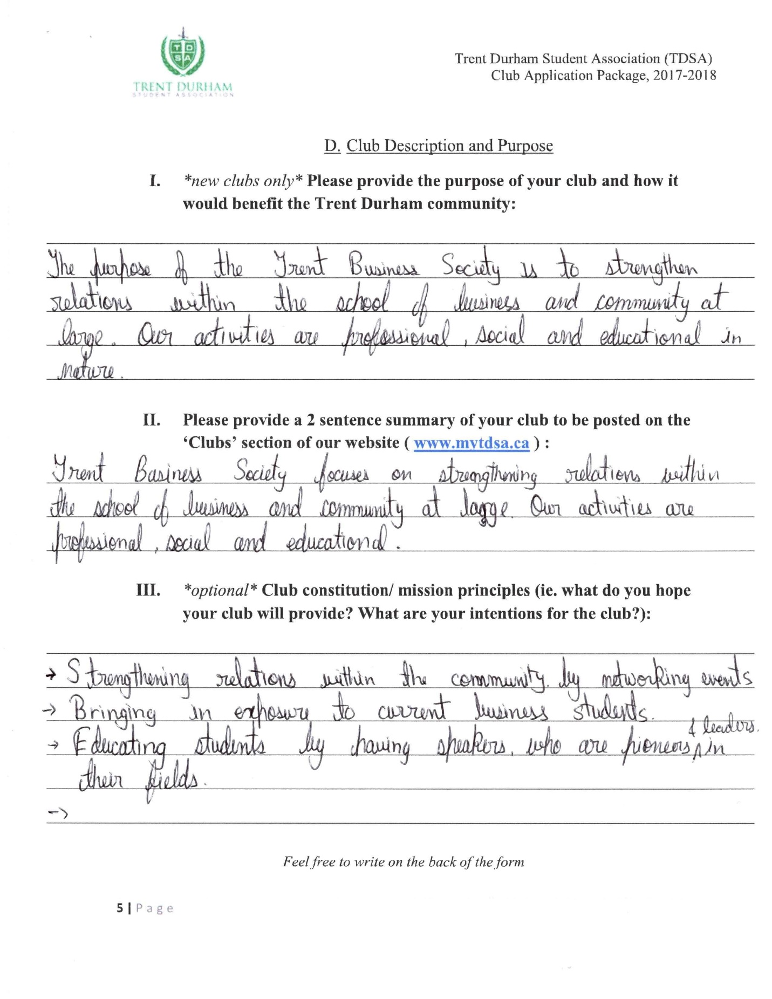 TDSA
TRENT DURHAM
STUDENT ASSOCIATION
Trent Durham Student Association (TDSA)
Club Application Package, 2017-2018
D. Club Description and Purpose
I. *new clubs only* Please provide the purpose of your club and how it
would benefit the Trent Durham community:
The purpose of the Trent Business Society is to strengthen
relations within the school of business and community at
large. Our activities are professional, social and educational in
nature.
II. Please provide a 2 sentence summary of your club to be posted on the
‘Clubs’ section of our website ( www.mytdsa.ca ) :
Trent Business Society focuses on strengthening relations within
the school of business and community at large. Our activities are
professional, social and educational.
III. *optional* Club constitution/ mission principles (ie. what do you hope
your club will provide? What are your intentions for the club?):
→ Strengthening relations within the community. by networking events
→ Bringing in exposure to current business students.
& leaders.
→ Educating students by having speakers, who are pioneers ^ in
their fields.
→
Feel free to write on the back of the form
5 | Page